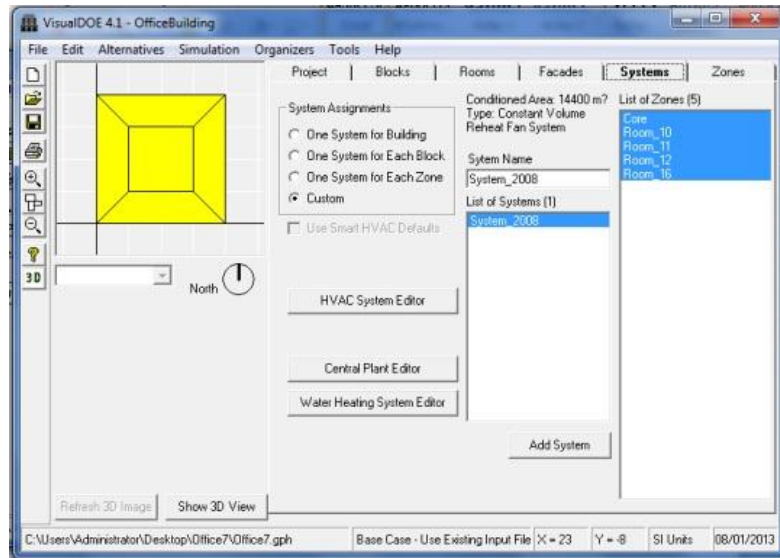 VisualDOE 4.1 - OfficeBuilding
File Edit Alternatives Simulation Organizers Tools Help
Project Blocks Rooms Facades Systems Zones
System Assignments
One System for Building
One System for Each Block
One System for Each Zone
Custom
Use Smart HVAC Defaults
Conditioned Area: 14400 m?
Type: Constant Volume
Reheat Fan System
Sytem Name
System_2008
List of Systems (1)
System_2008
List of Zones (5)
Core
Room_10
Room_11
Room_12
Room_16
3D
North
HVAC System Editor
Central Plant Editor
Water Heating System Editor
Add System
Refresh 3D Image Show 3D View
C:\Users\Administrator\Desktop\Office7\Office7.gph Base Case - Use Existing Input File X = 23 Y = -8 SI Units 08/01/2013